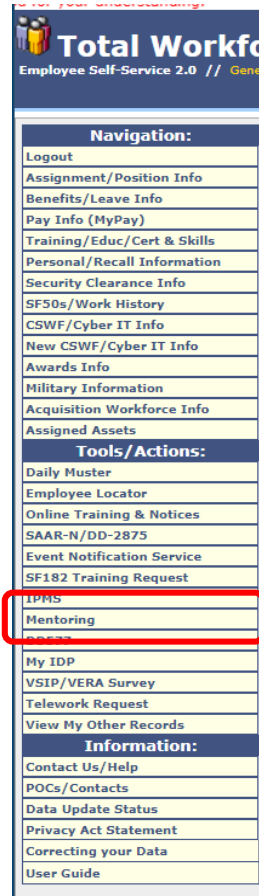 for your understanding.
Total Workfo
Employee Self-Service 2.0 // Gene
Navigation:
Logout
Assignment/Position Info
Benefits/Leave Info
Pay Info (MyPay)
Training/Educ/Cert & Skills
Personal/Recall Information
Security Clearance Info
SF50s/Work History
CSWF/Cyber IT Info
New CSWF/Cyber IT Info
Awards Info
Military Information
Acquisition Workforce Info
Assigned Assets
Tools/Actions:
Daily Muster
Employee Locator
Online Training & Notices
SAAR-N/DD-2875
Event Notification Service
SF182 Training Request
IPMS
Mentoring
DD577
My IDP
VSIP/VERA Survey
Telework Request
View My Other Records
Information:
Contact Us/Help
POCs/Contacts
Data Update Status
Privacy Act Statement
Correcting your Data
User Guide